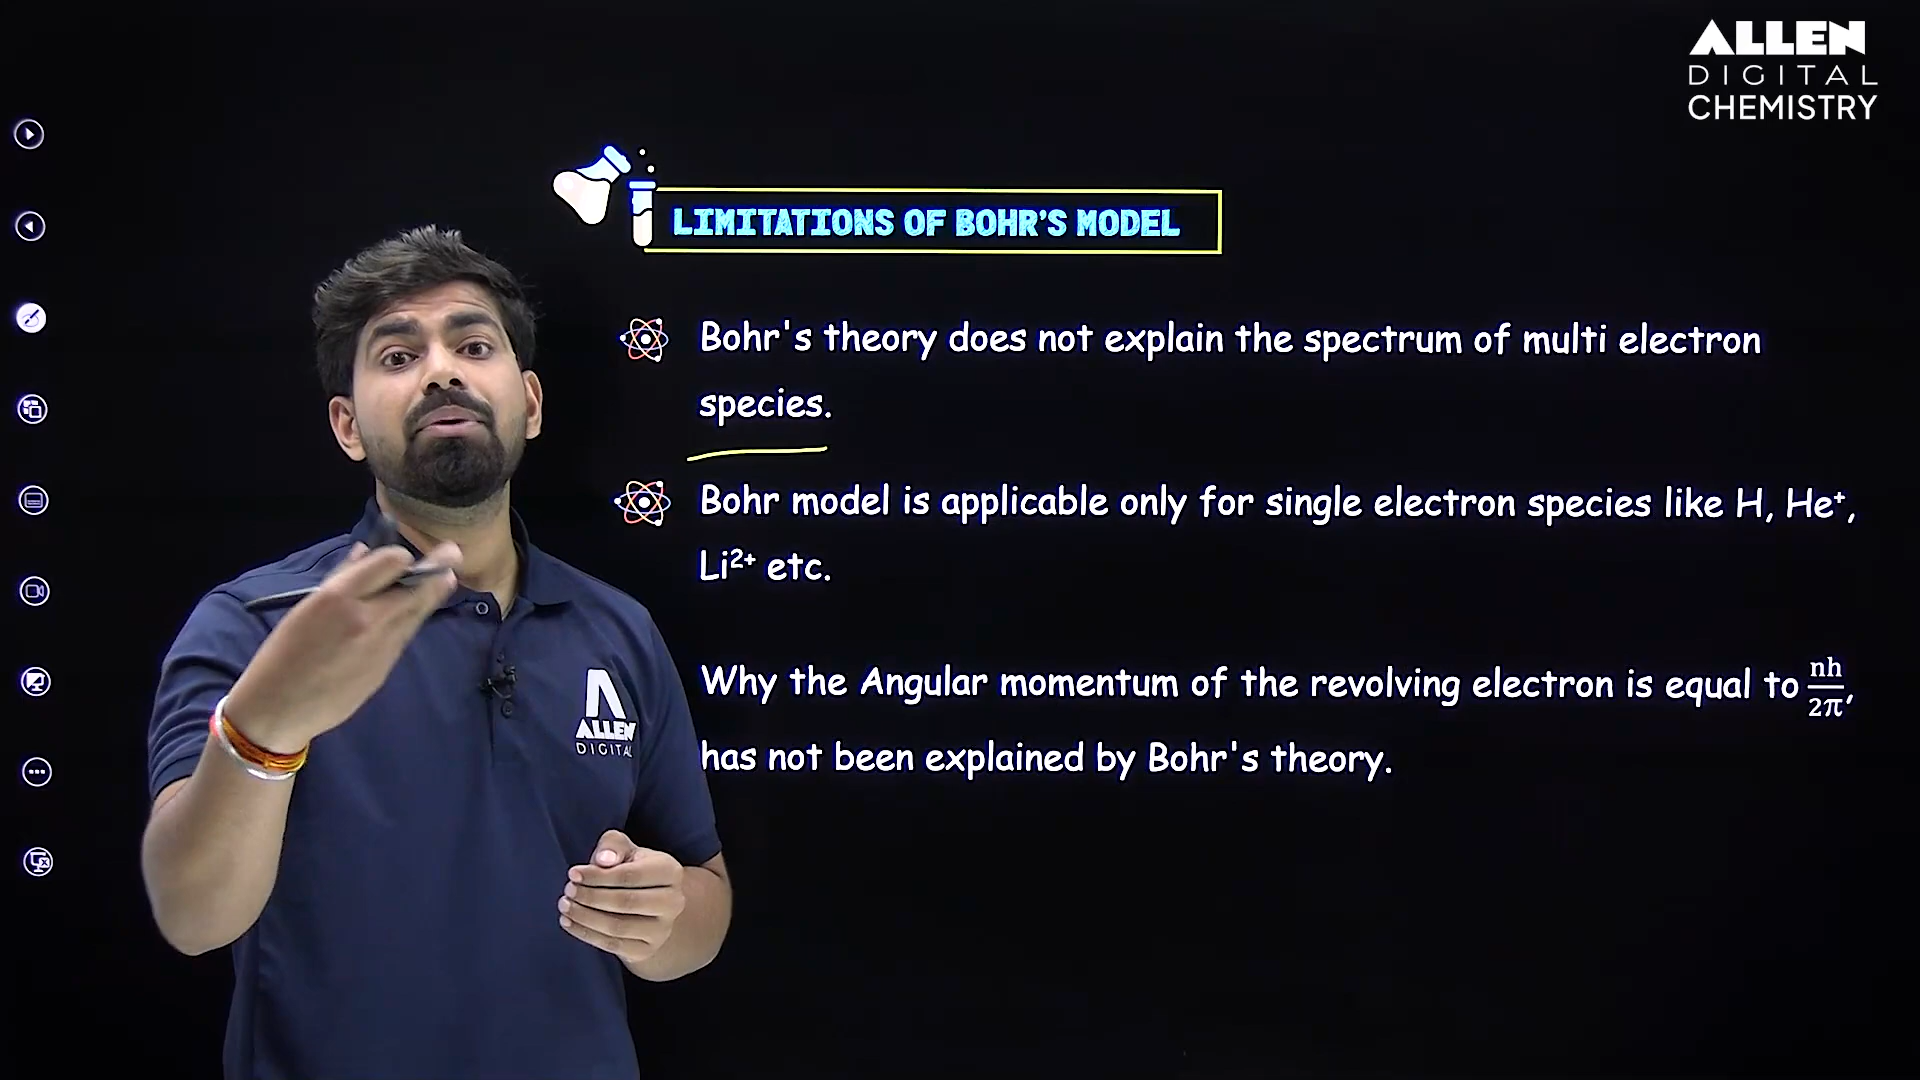 ALLEN
DIGITAL
CHEMISTRY
LIMITATIONS OF BOHR'S MODEL
Bohr's theory does not explain the spectrum of multi electron
species.
Bohr model is applicable only for single electron species like H, He⁺,
Li²⁺ etc.
Why the Angular momentum of the revolving electron is equal to nh/2π,
has not been explained by Bohr's theory.
ALLEN
DIGITAL